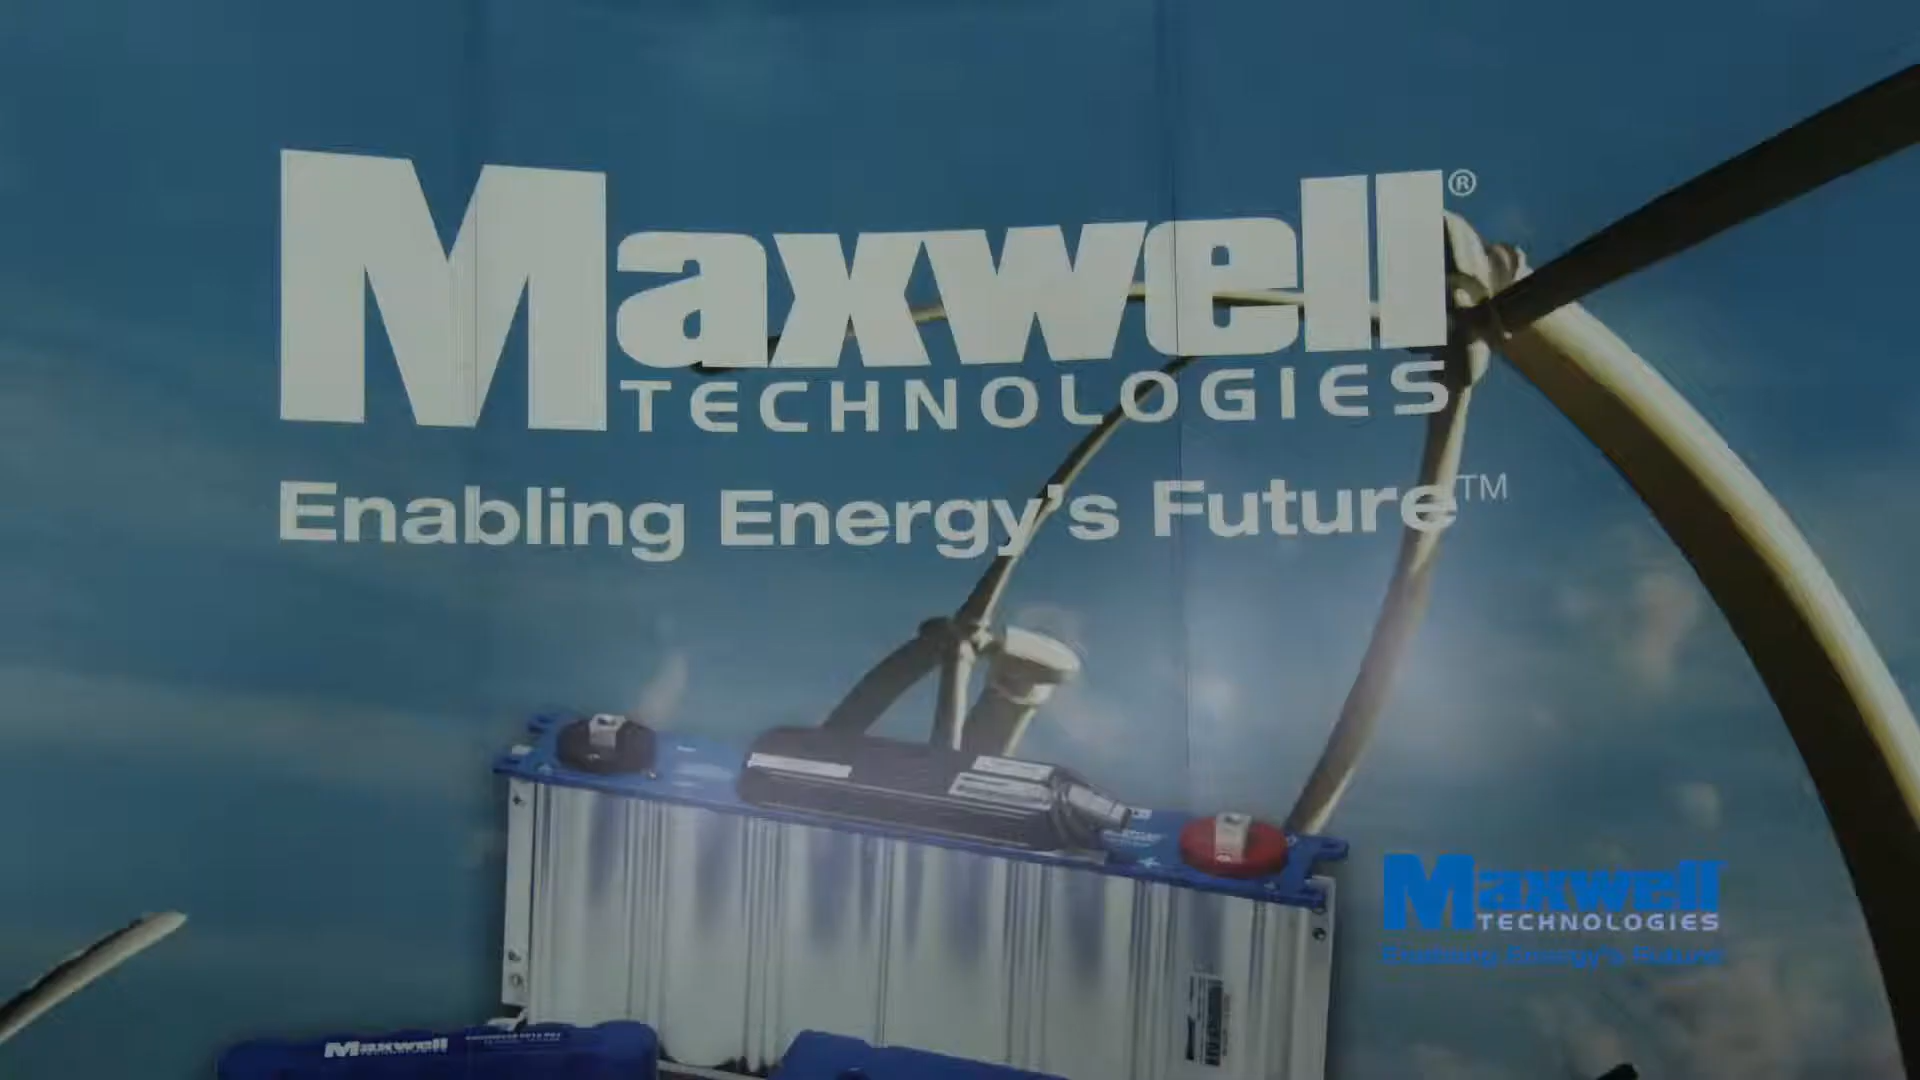 Maxwell®
TECHNOLOGIES
Enabling Energy's Future™
Maxwell
TECHNOLOGIES
Enabling Energy's Future
Maxwell